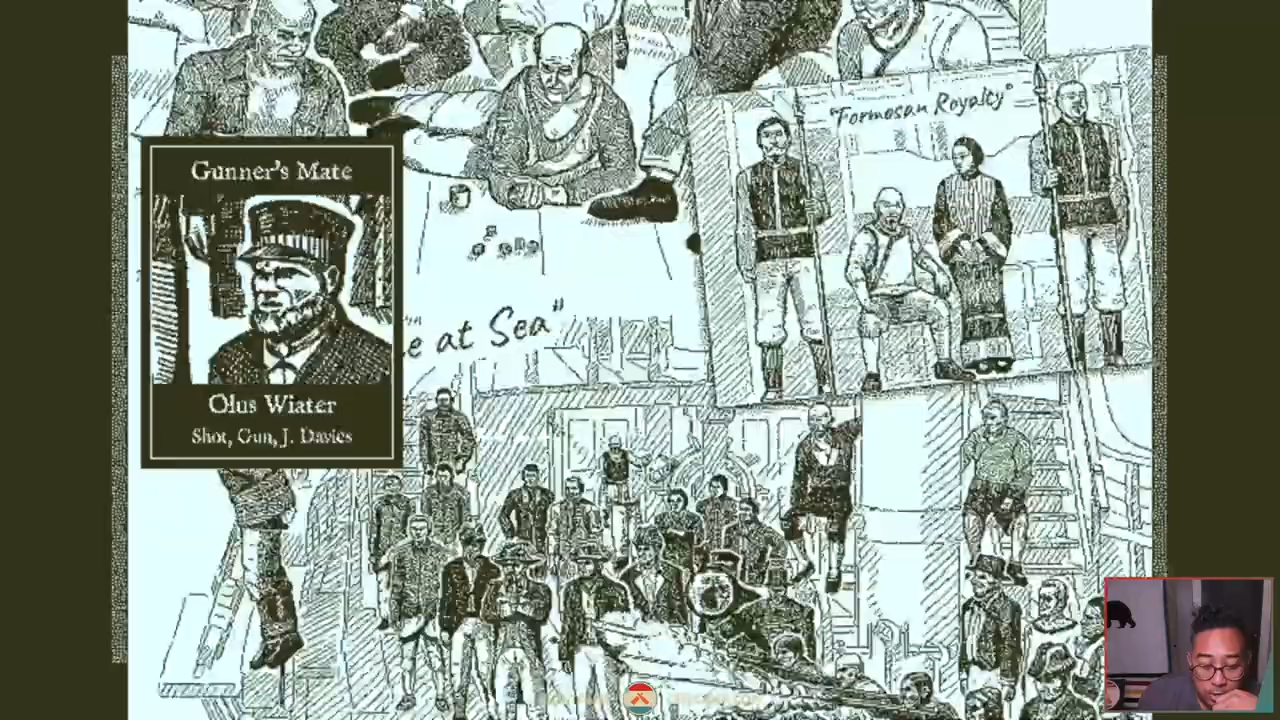 "Formosan Royalty"
Gunner's Mate
e at Sea"
Olus Wiater
Shot, Gun, J. Davies